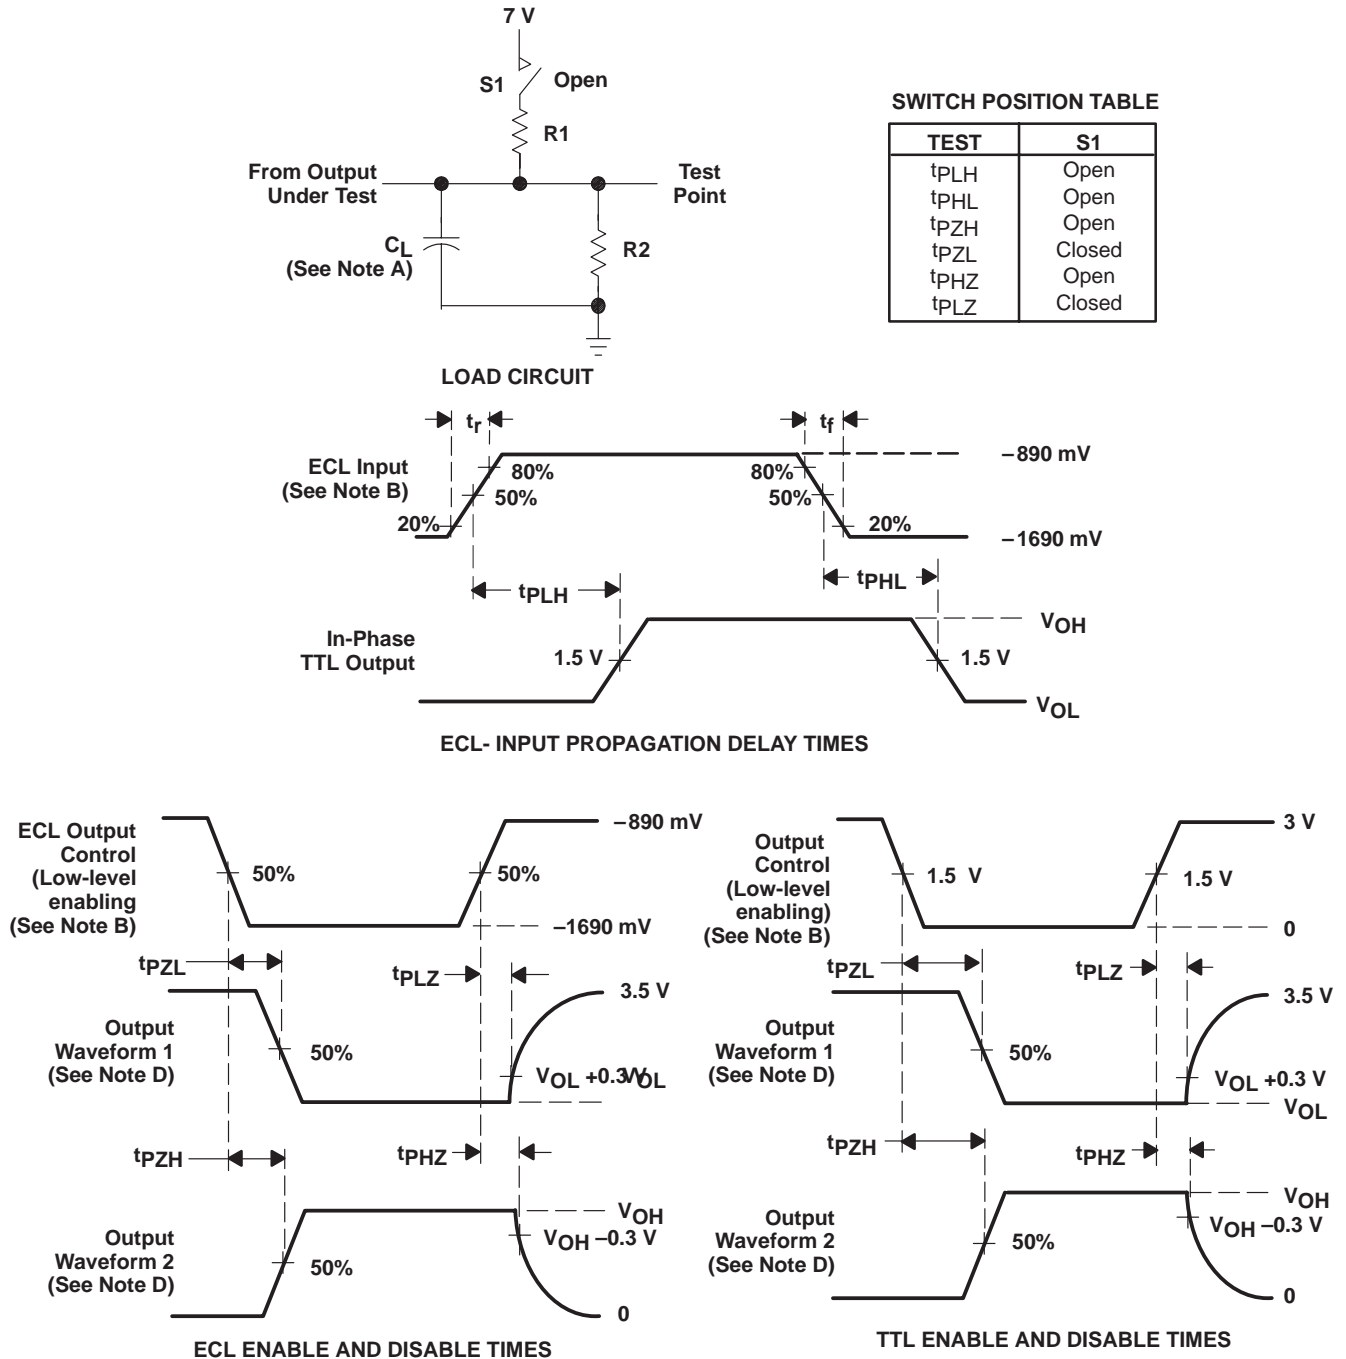 7 V
S1
Open
R1
From Output
Under Test
Test
Point
CL
(See Note A)
R2
LOAD CIRCUIT
SWITCH POSITION TABLE
TEST S1
tPLH Open
tPHL Open
tPZH Open
tPZL Closed
tPHZ Open
tPLZ Closed
tr
tf
ECL Input
(See Note B)
80%
50%
20%
80%
50%
20%
–890 mV
–1690 mV
tPLH
tPHL
In-Phase
TTL Output
1.5 V
1.5 V
VOH
VOL
ECL- INPUT PROPAGATION DELAY TIMES
ECL Output
Control
(Low-level
enabling
(See Note B)
50%
50%
–890 mV
–1690 mV
tPZL
tPLZ
3.5 V
Output
Waveform 1
(See Note D)
50%
VOL +0.3 V
VOL
tPZH
tPHZ
Output
Waveform 2
(See Note D)
50%
VOH
VOH –0.3 V
0
ECL ENABLE AND DISABLE TIMES
Output
Control
(Low-level
enabling)
(See Note B)
1.5 V
1.5 V
3 V
0
tPZL
tPLZ
3.5 V
Output
Waveform 1
(See Note D)
50%
VOL +0.3 V
VOL
tPZH
tPHZ
Output
Waveform 2
(See Note D)
50%
VOH
VOH –0.3 V
0
TTL ENABLE AND DISABLE TIMES